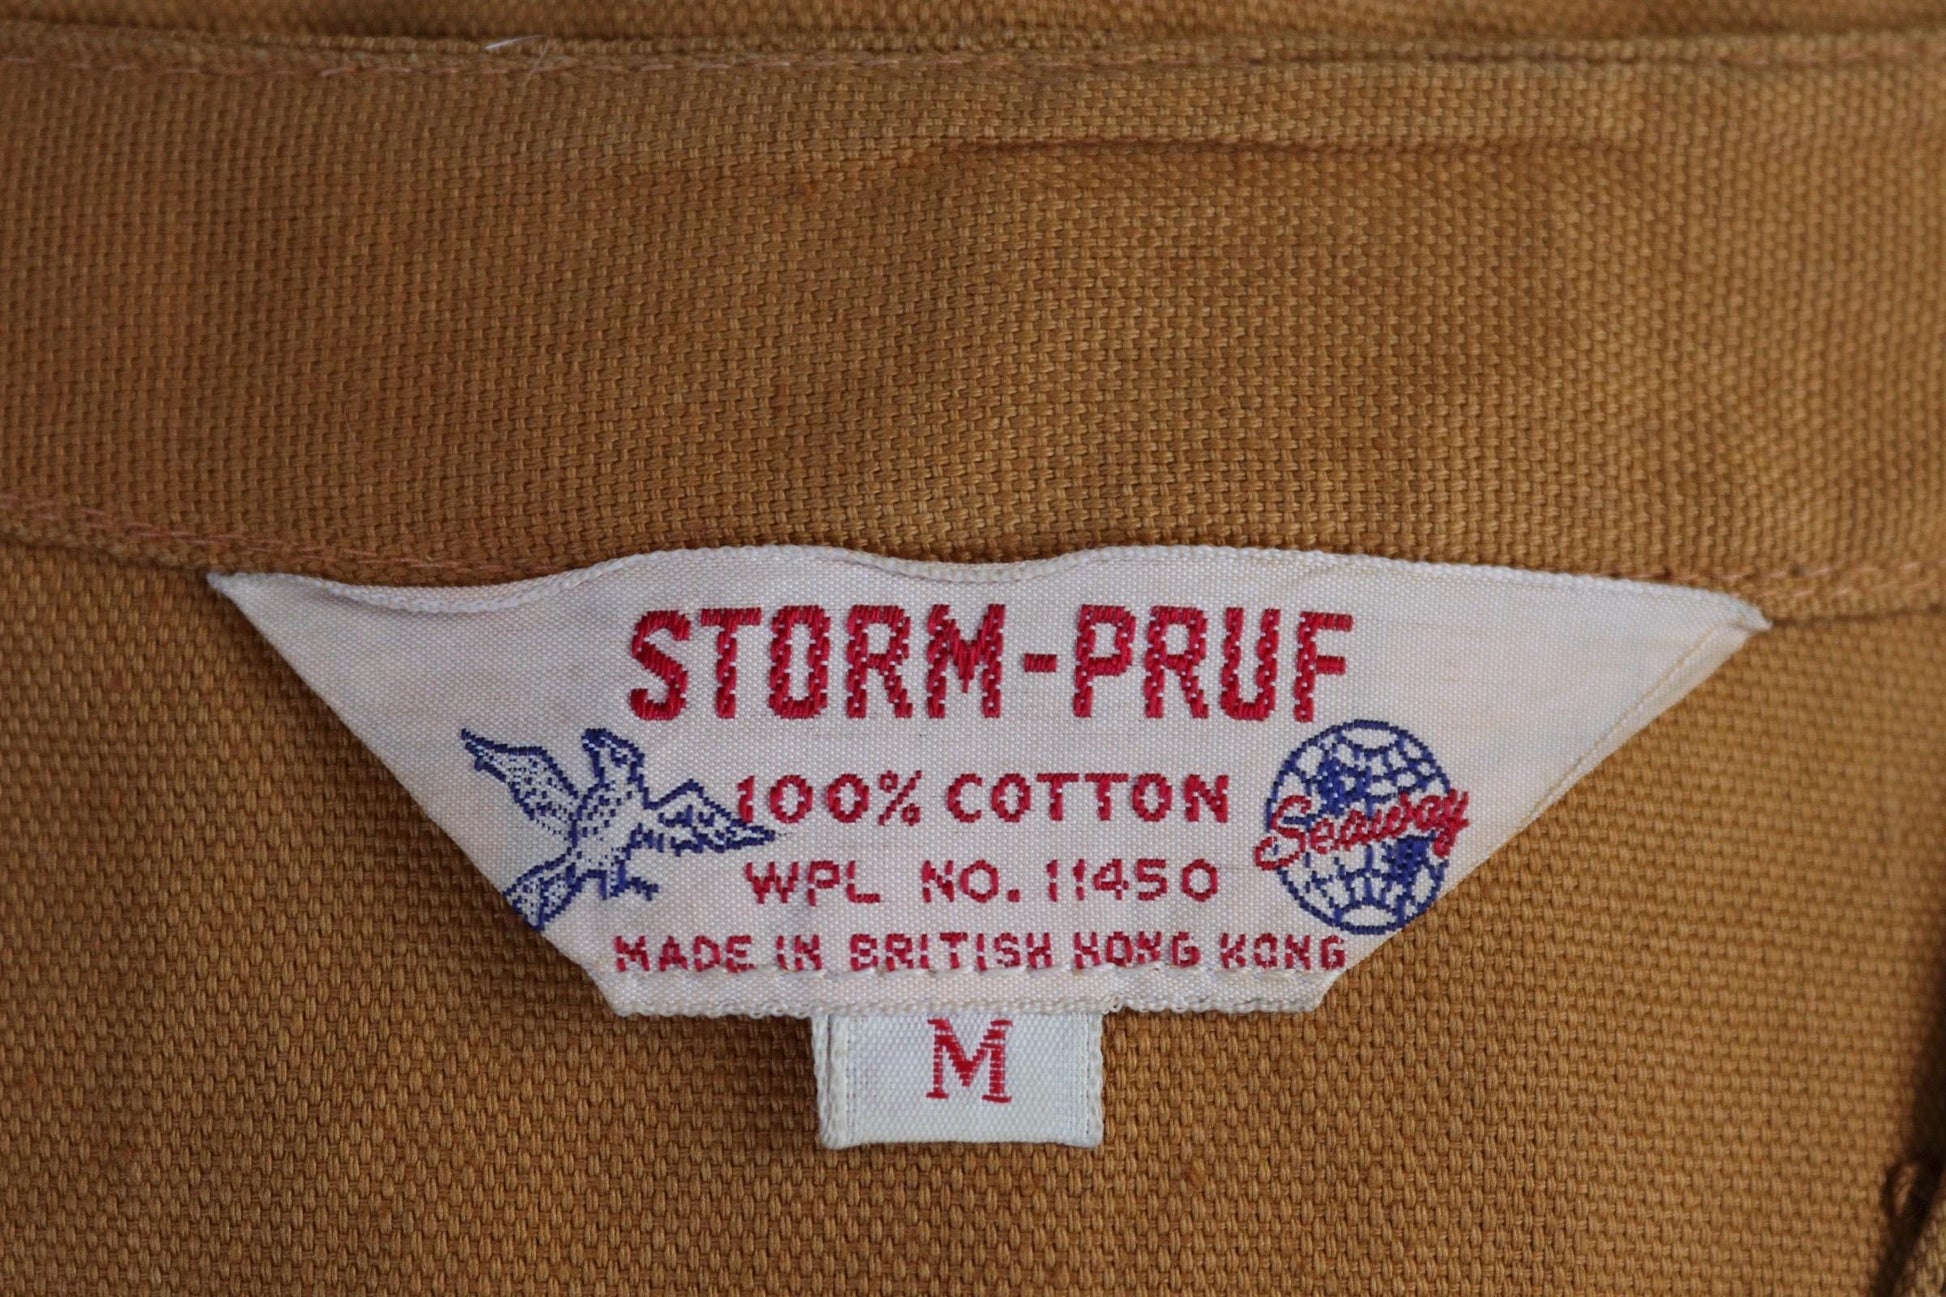 STORM-PRUF
100% COTTON
Seaway
WPL NO. 11450
MADE IN BRITISH HONG KONG
M